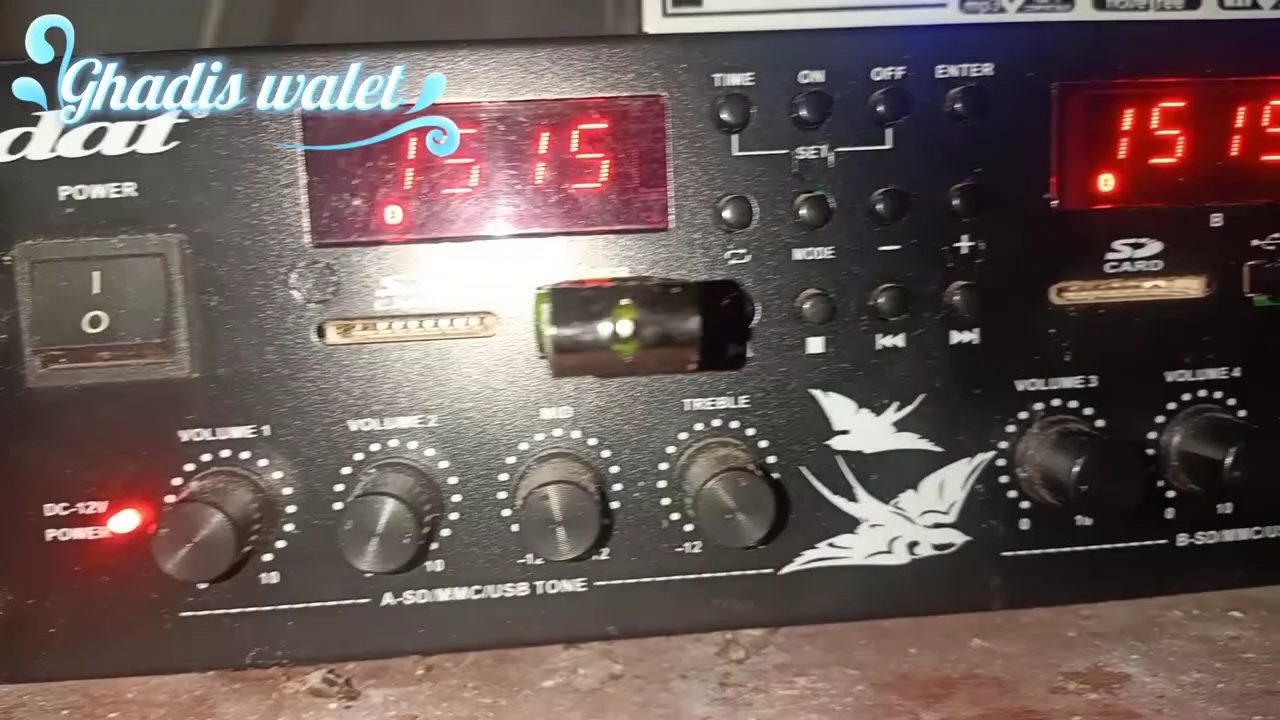 Ghadis walet
dat
POWER
I
O
1515
TIME
ON
OFF
ENTER
SET
MODE
−
+
1515
B
SD
CARD
VOLUME 1
VOLUME 2
MID
TREBLE
VOLUME 3
VOLUME 4
DC-12V
POWER
10
10
-12
-12
0
10
0
10
A-SD/MMC/USB TONE
B-SD/MMC/U